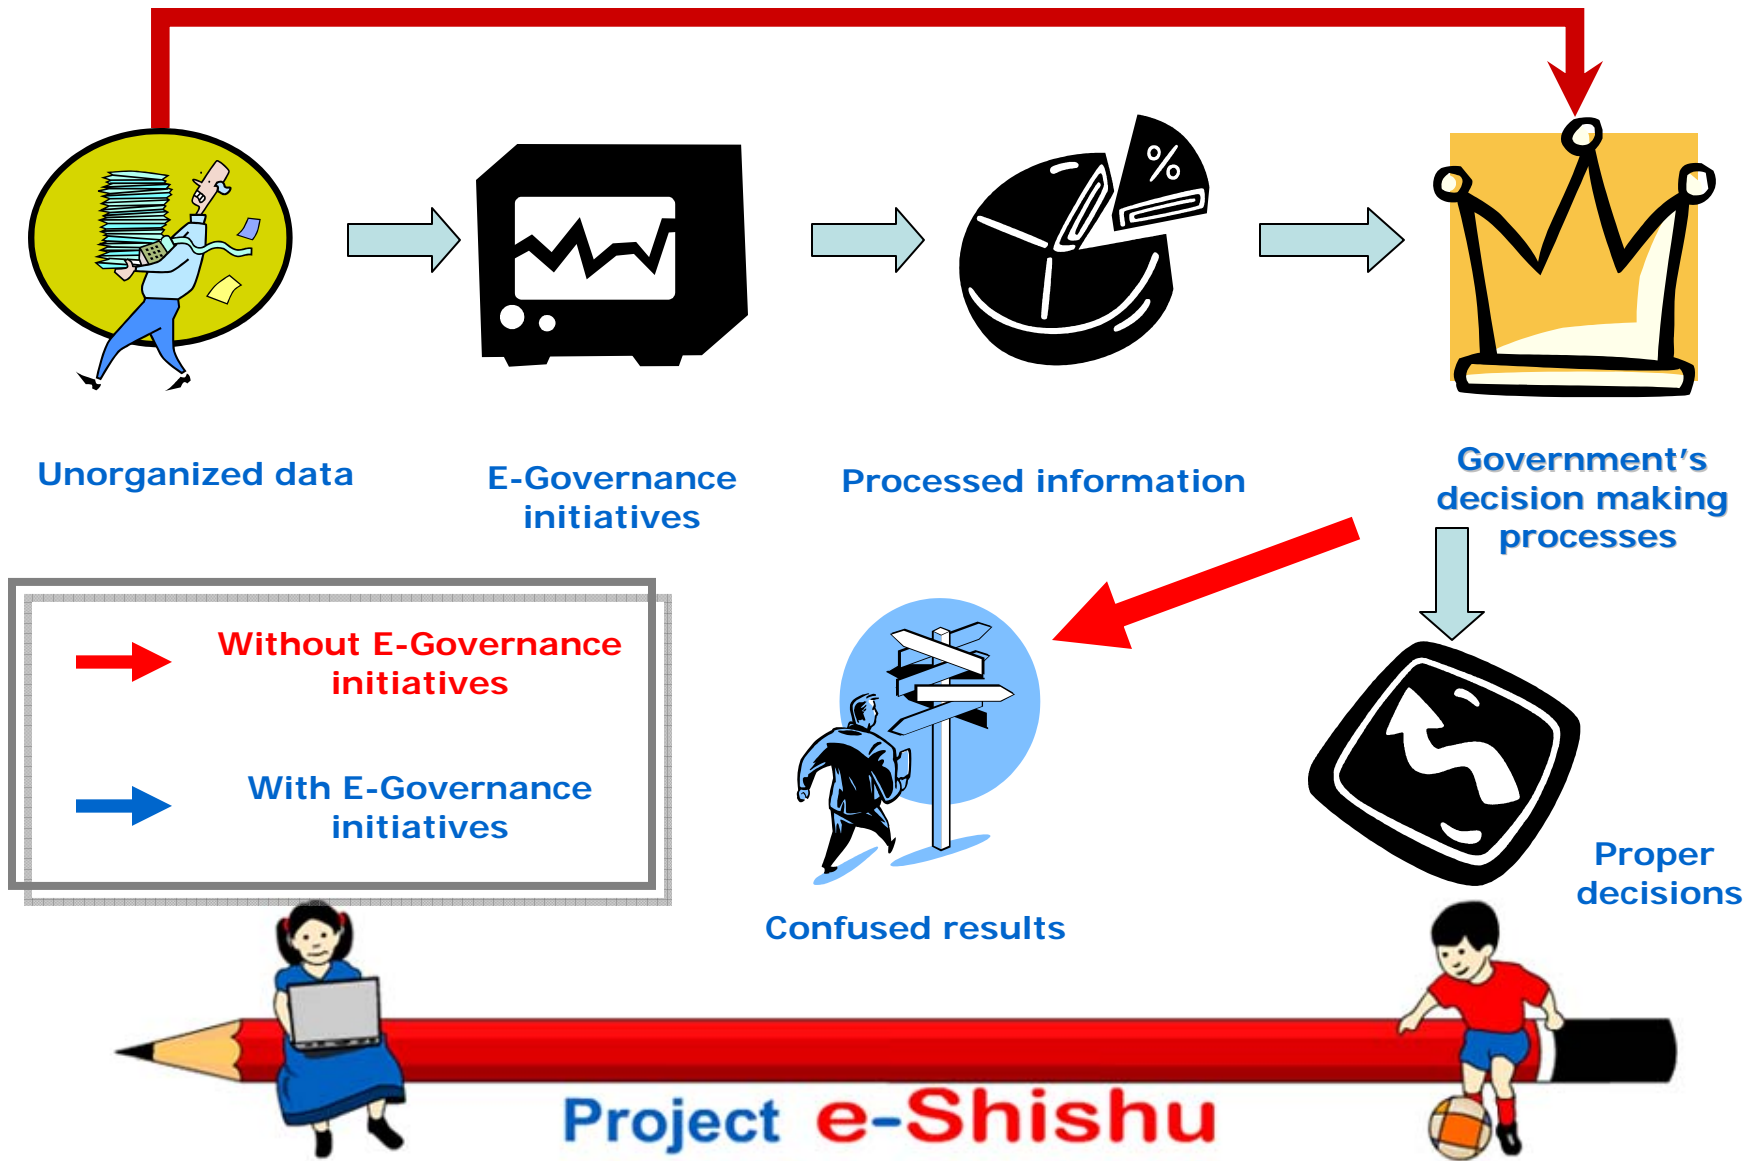 %
Unorganized data
E-Governance
initiatives
Processed information
Government's
decision making
processes
Without E-Governance
initiatives
With E-Governance
initiatives
Confused results
Proper
decisions
Project e-Shishu